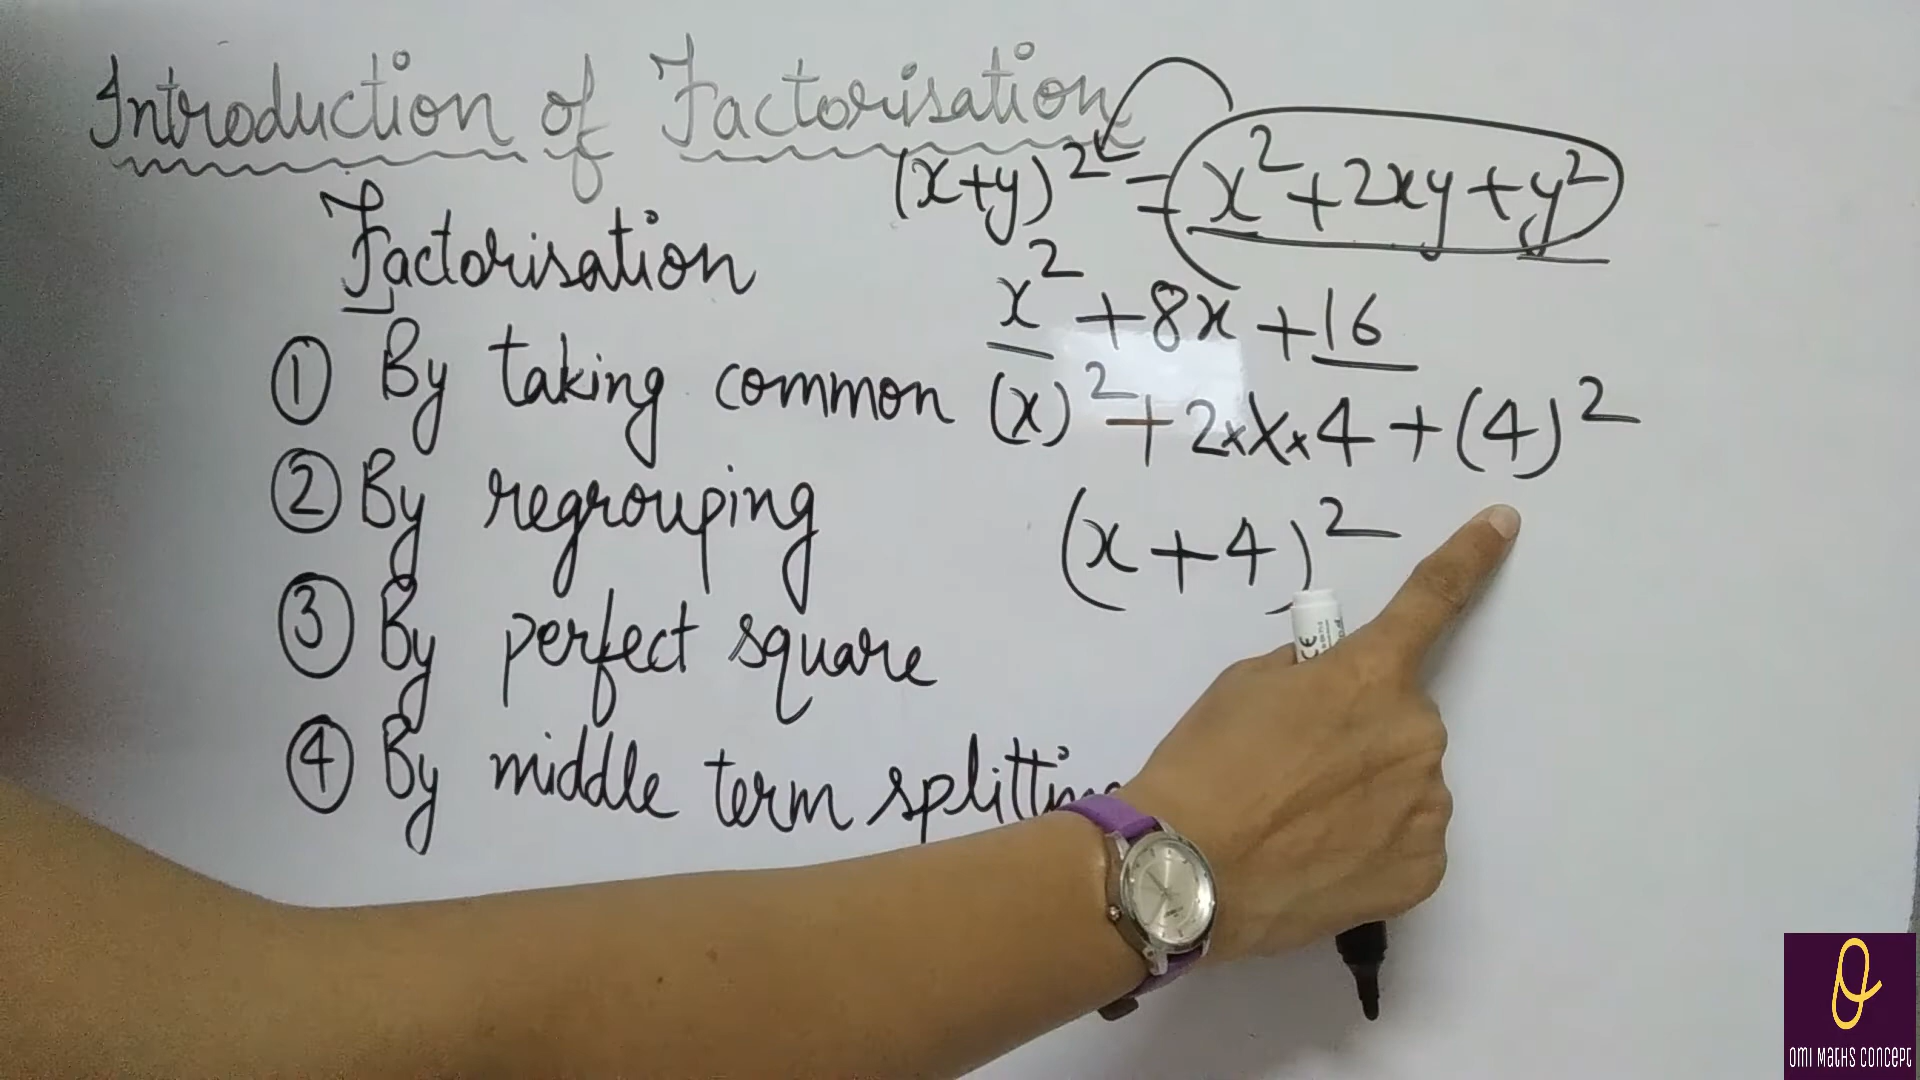 Introduction of Factorisation
(x+y)² = x²+2xy+y²
Factorisation
x²+8x+16
① By taking common
(x)²+2×x×4+(4)²
② By regrouping
(x+4)²
③ By perfect square
④ By middle term splitting
CE
OMI MATHS CONCEPT